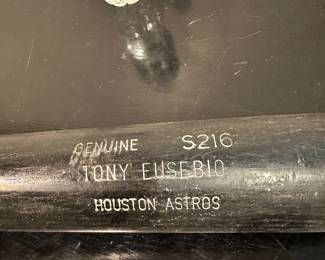 GENUINE S216
TONY EUSEBIO
HOUSTON ASTROS